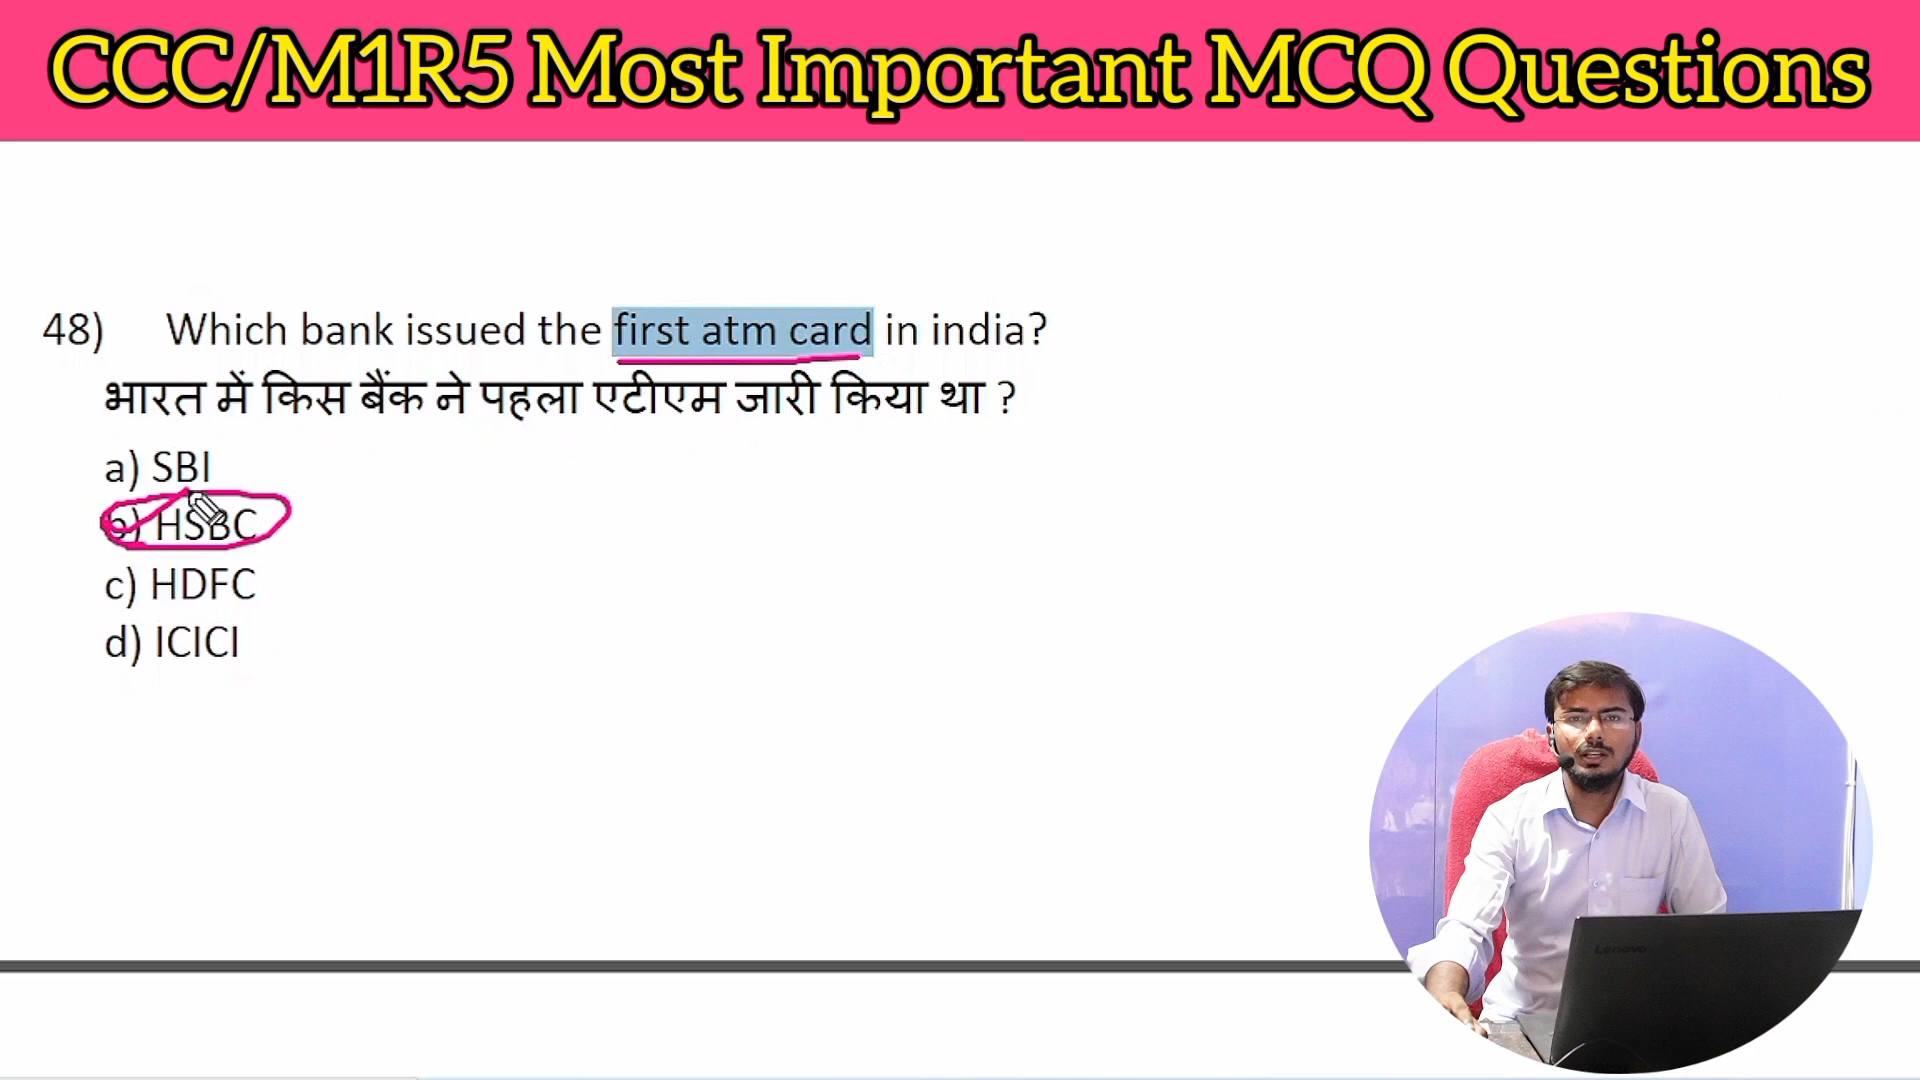 CCC/M1R5 Most Important MCQ Questions
48) Which bank issued the first atm card in india?
भारत में किस बैंक ने पहला एटीएम जारी किया था ?
a) SBI
b) HSBC
c) HDFC
d) ICICI
Lenovo